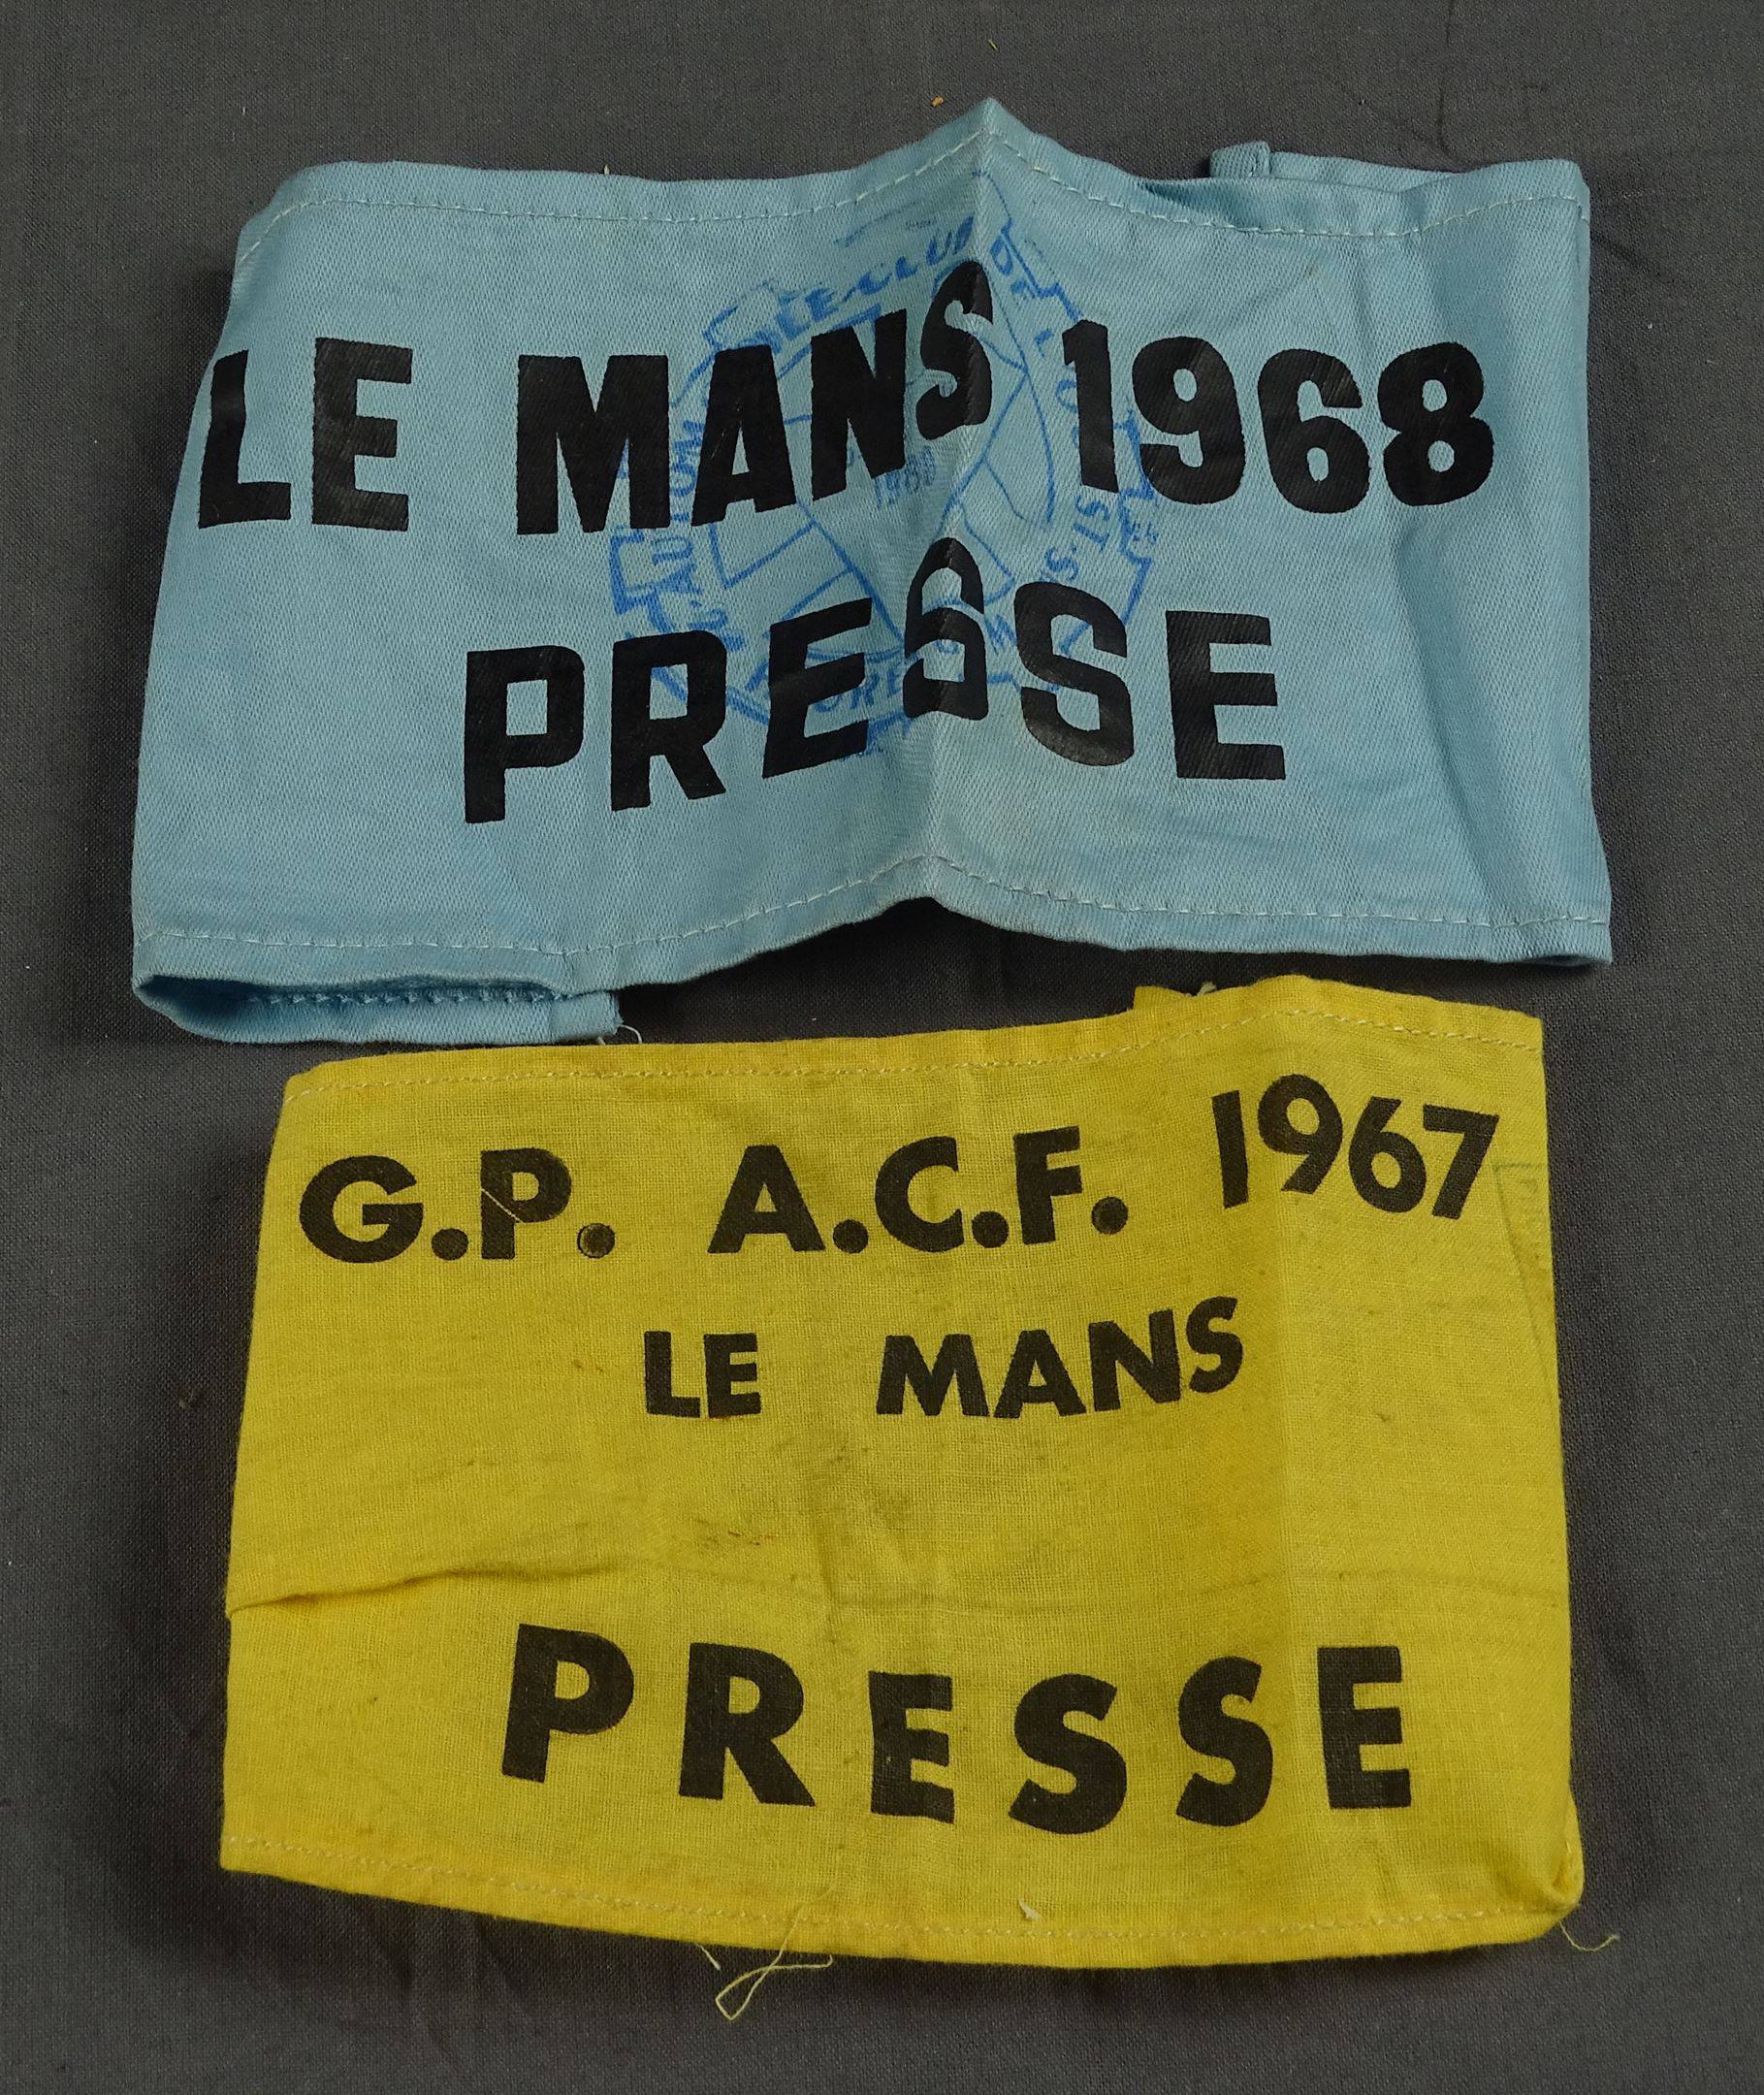 LE MANS 1968
PRESSE
G.P. A.C.F. 1967
LE MANS
PRESSE